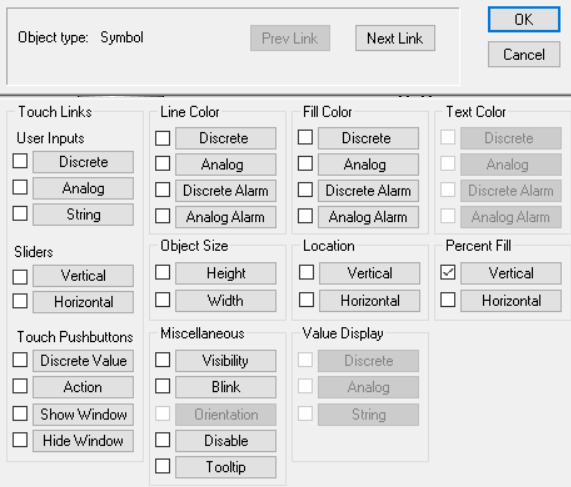 Object type: Symbol
Prev Link
Next Link
OK
Cancel
Touch Links
User Inputs
Discrete
Analog
String
Sliders
Vertical
Horizontal
Touch Pushbuttons
Discrete Value
Action
Show Window
Hide Window
Line Color
Discrete
Analog
Discrete Alarm
Analog Alarm
Object Size
Height
Width
Miscellaneous
Visibility
Blink
Orientation
Disable
Tooltip
Fill Color
Discrete
Analog
Discrete Alarm
Analog Alarm
Location
Vertical
Horizontal
Value Display
Discrete
Analog
String
Text Color
Discrete
Analog
Discrete Alarm
Analog Alarm
Percent Fill
Vertical
Horizontal